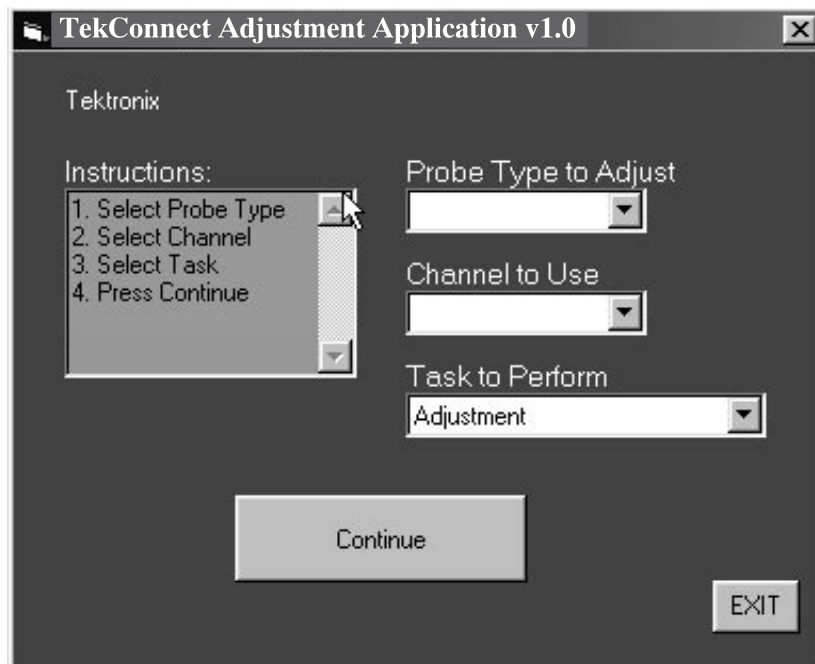 TekConnect Adjustment Application v1.0
Tektronix
Instructions:
1. Select Probe Type
2. Select Channel
3. Select Task
4. Press Continue
Probe Type to Adjust
Channel to Use
Task to Perform
Adjustment
Continue
EXIT